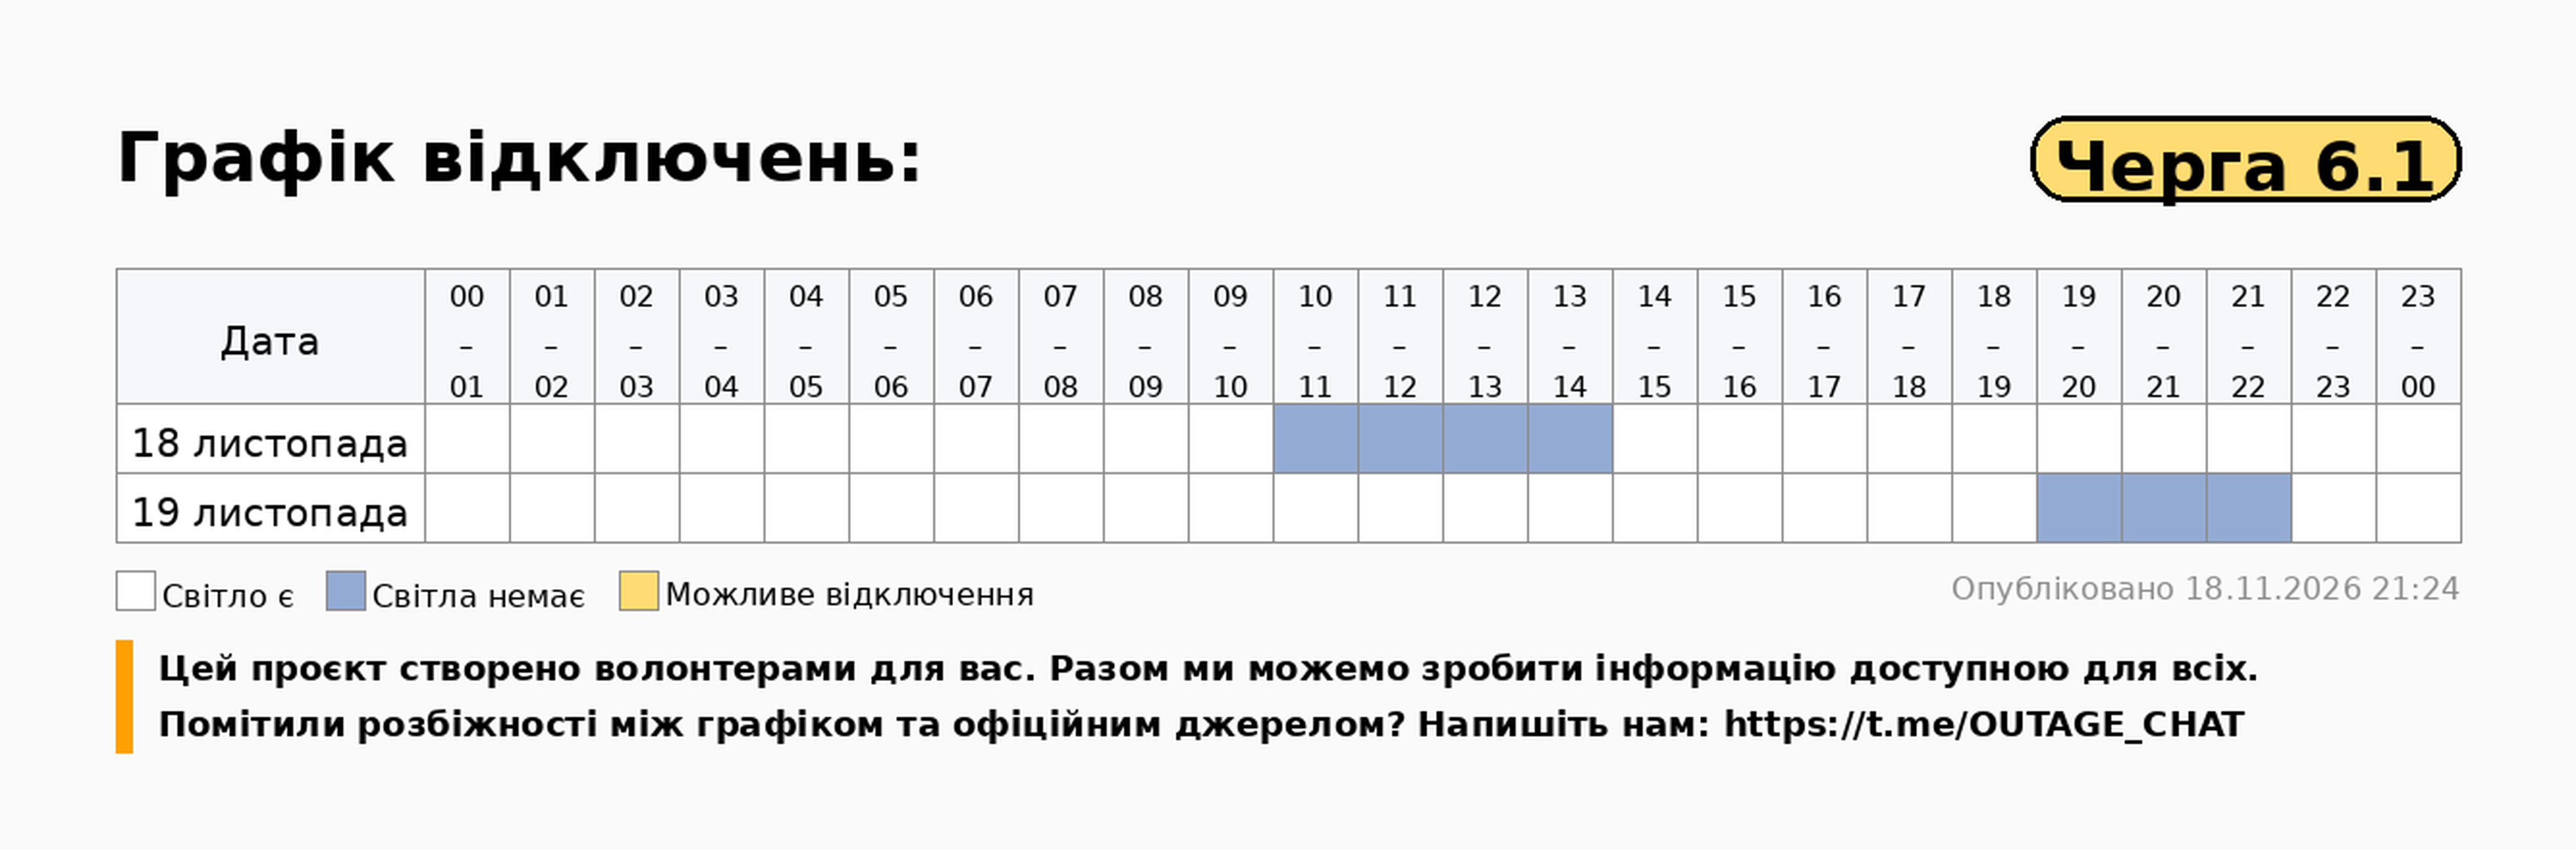 Графік відключень:
Черга 6.1
Дата 00 – 01 01 – 02 02 – 03 03 – 04 04 – 05 05 – 06 06 – 07 07 – 08 08 – 09 09 – 10 10 – 11 11 – 12 12 – 13 13 – 14 14 – 15 15 – 16 16 – 17 17 – 18 18 – 19 19 – 20 20 – 21 21 – 22 22 – 23 23 – 00
18 листопада
19 листопада
Світло є Світла немає Можливе відключення
Опубліковано 18.11.2026 21:24
Цей проєкт створено волонтерами для вас. Разом ми можемо зробити інформацію доступною для всіх.
Помітили розбіжності між графіком та офіційним джерелом? Напишіть нам: https://t.me/OUTAGE_CHAT